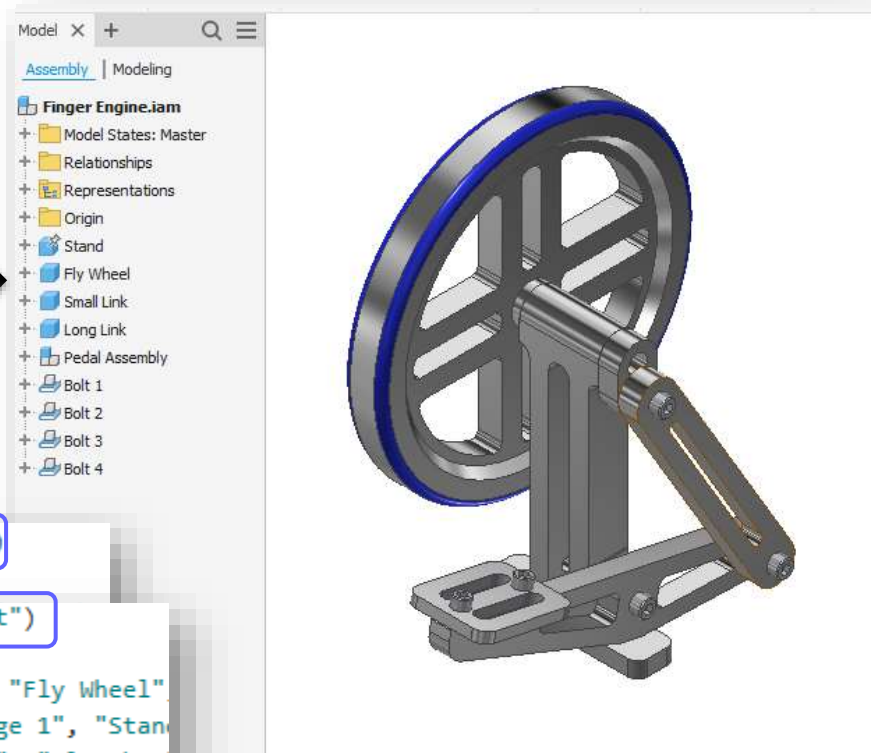 Model × +
Assembly | Modeling
Finger Engine.iam
+ Model States: Master
+ Relationships
+ Representations
+ Origin
+ Stand
+ Fly Wheel
+ Small Link
+ Long Link
+ Pedal Assembly
+ Bolt 1
+ Bolt 2
+ Bolt 3
+ Bolt 4
t")
"Fly Wheel"
ge 1", "Stan